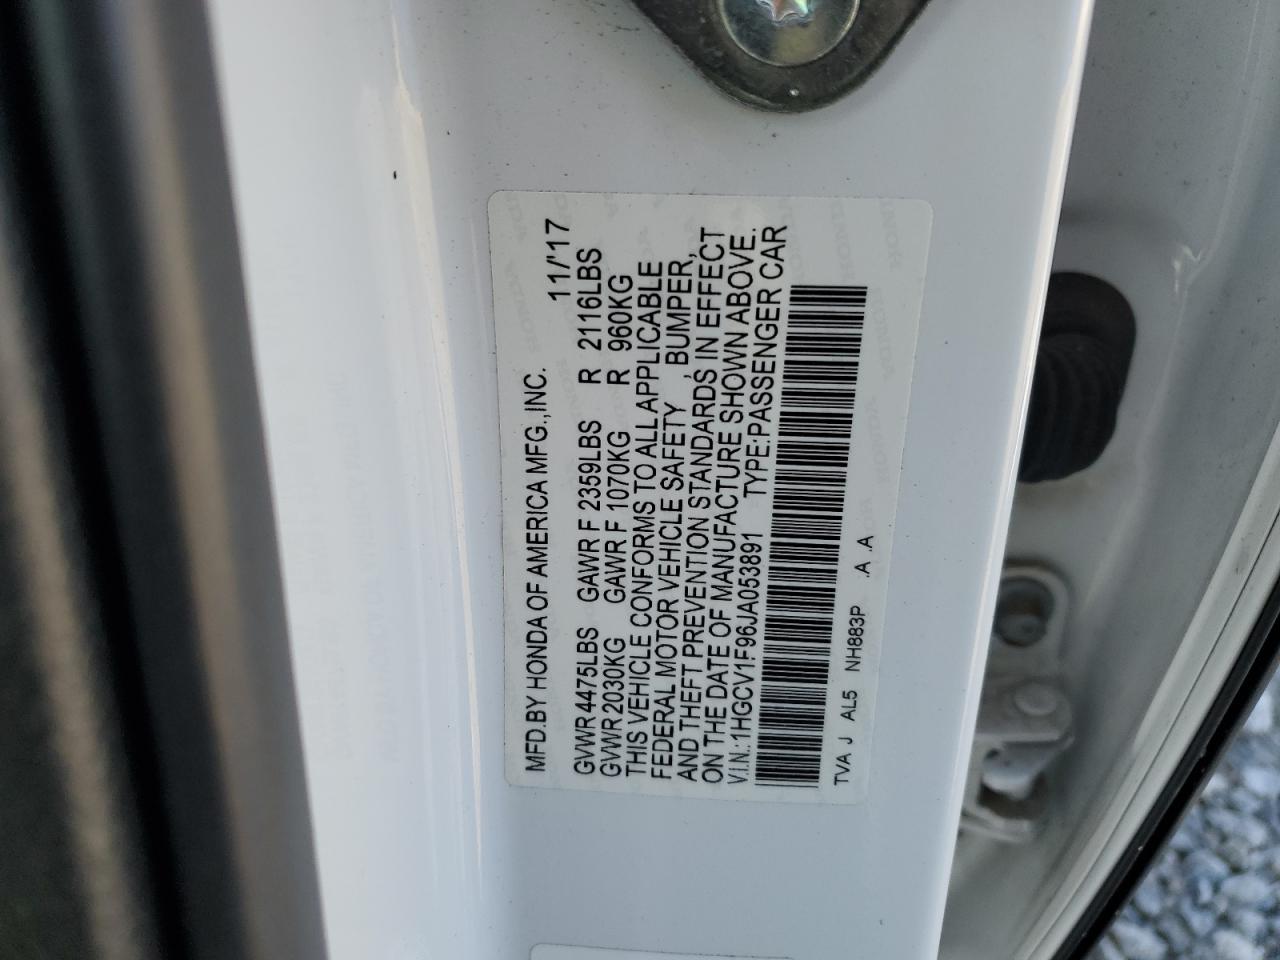 MFD.BY HONDA OF AMERICA MFG.,INC. 11/'17
GVWR 4475LBS GAWR F 2359LBS R 2116LBS
GVWR 2030KG GAWR F 1070KG R 960KG
THIS VEHICLE CONFORMS TO ALL APPLICABLE
FEDERAL MOTOR VEHICLE SAFETY , BUMPER,
AND THEFT PREVENTION STANDARDS IN EFFECT
ON THE DATE OF MANUFACTURE SHOWN ABOVE.
V.I.N.:1HGCV1F96JA053891 TYPE:PASSENGER CAR
TVA J AL5 NH883P .A .A